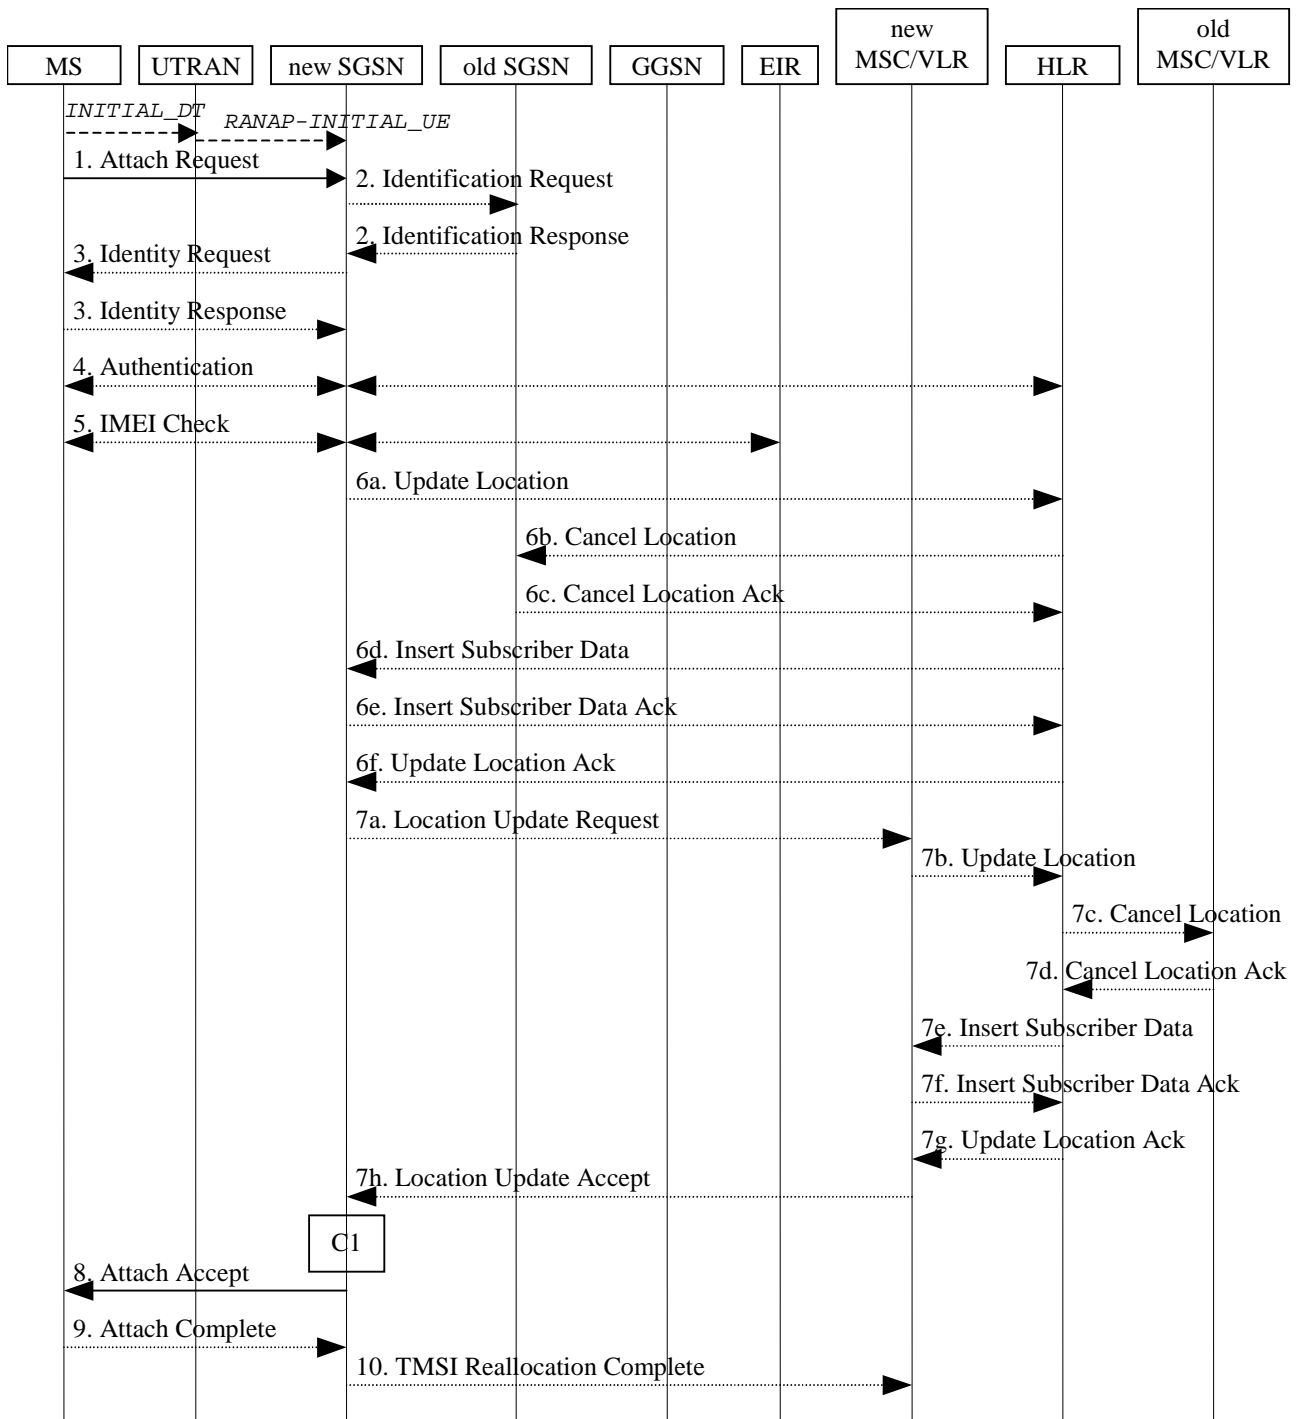 new
old
MS
UTRAN
new SGSN
old SGSN
GGSN
EIR
MSC/VLR
HLR
MSC/VLR
INITIAL_DT
RANAP-INITIAL_UE
1. Attach Request
2. Identification Request
2. Identification Response
3. Identity Request
3. Identity Response
4. Authentication
5. IMEI Check
6a. Update Location
6b. Cancel Location
6c. Cancel Location Ack
6d. Insert Subscriber Data
6e. Insert Subscriber Data Ack
6f. Update Location Ack
7a. Location Update Request
7b. Update Location
7c. Cancel Location
7d. Cancel Location Ack
7e. Insert Subscriber Data
7f. Insert Subscriber Data Ack
7g. Update Location Ack
7h. Location Update Accept
C1
8. Attach Accept
9. Attach Complete
10. TMSI Reallocation Complete